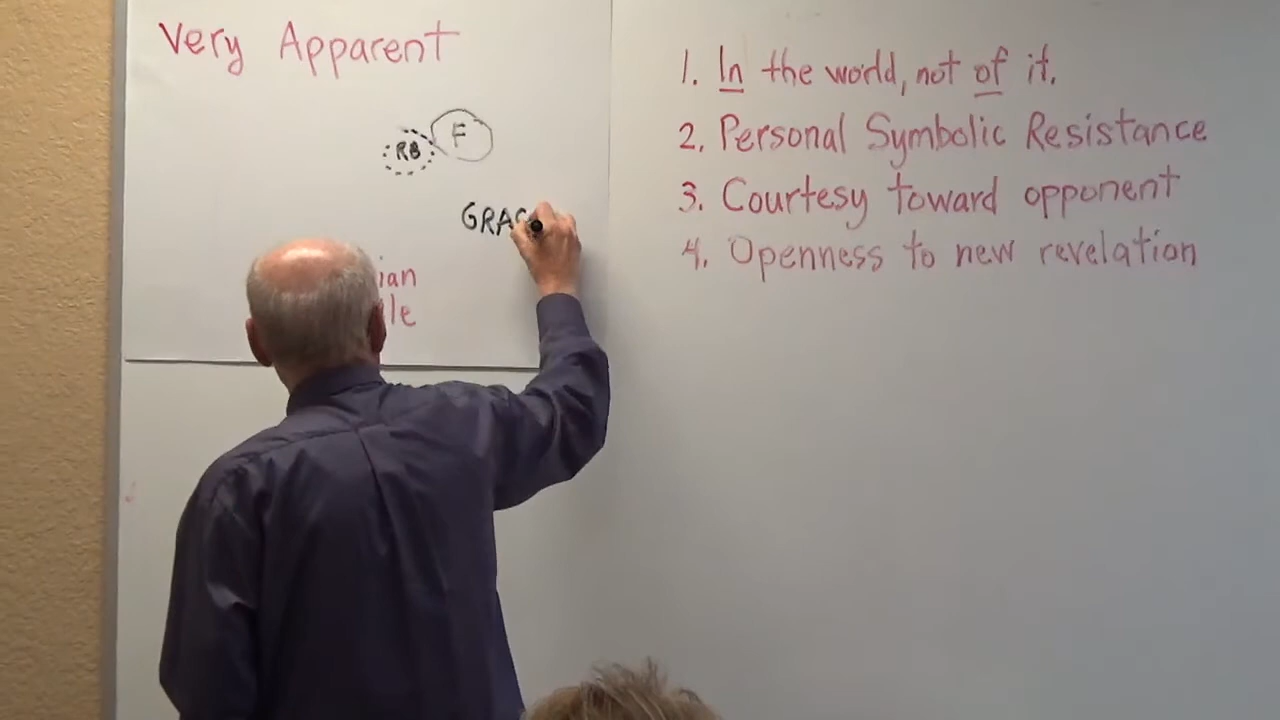 Very Apparent
F
RB
GRAC
ian
le
1. In the world, not of it.
2. Personal Symbolic Resistance
3. Courtesy toward opponent
4. Openness to new revelation